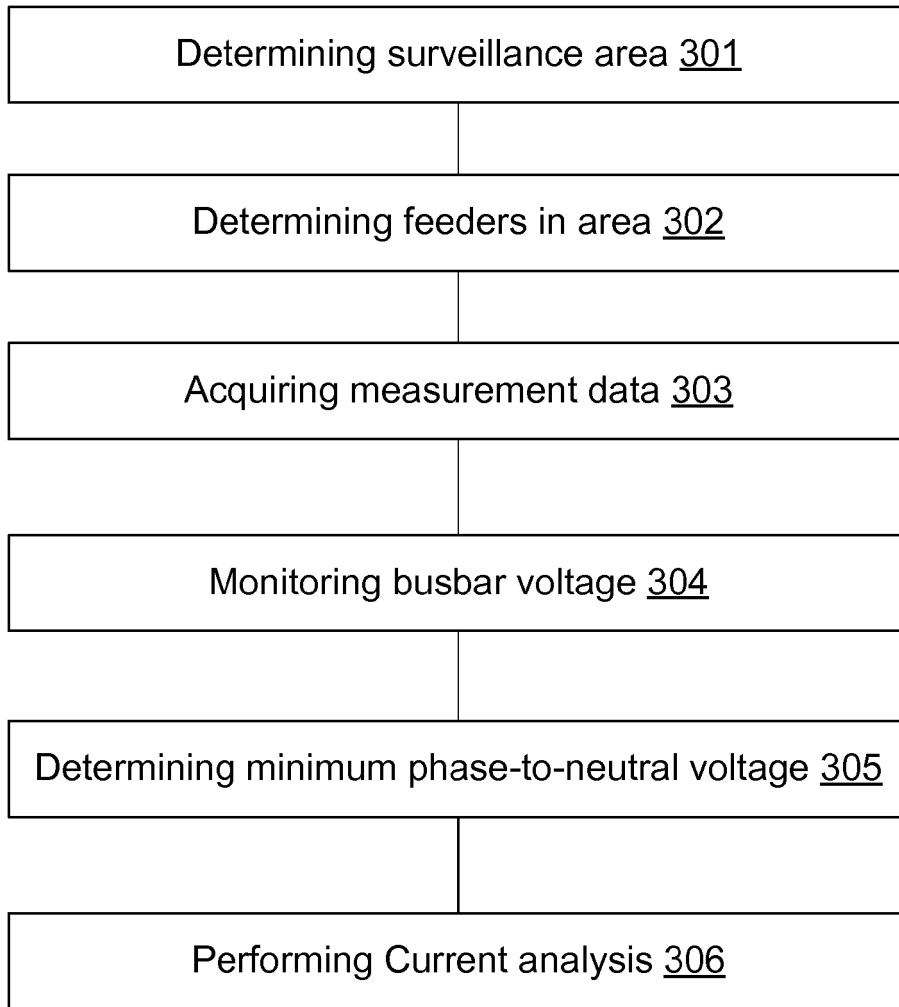 Determining surveillance area 301
Determining feeders in area 302
Acquiring measurement data 303
Monitoring busbar voltage 304
Determining minimum phase-to-neutral voltage 305
Performing Current analysis 306